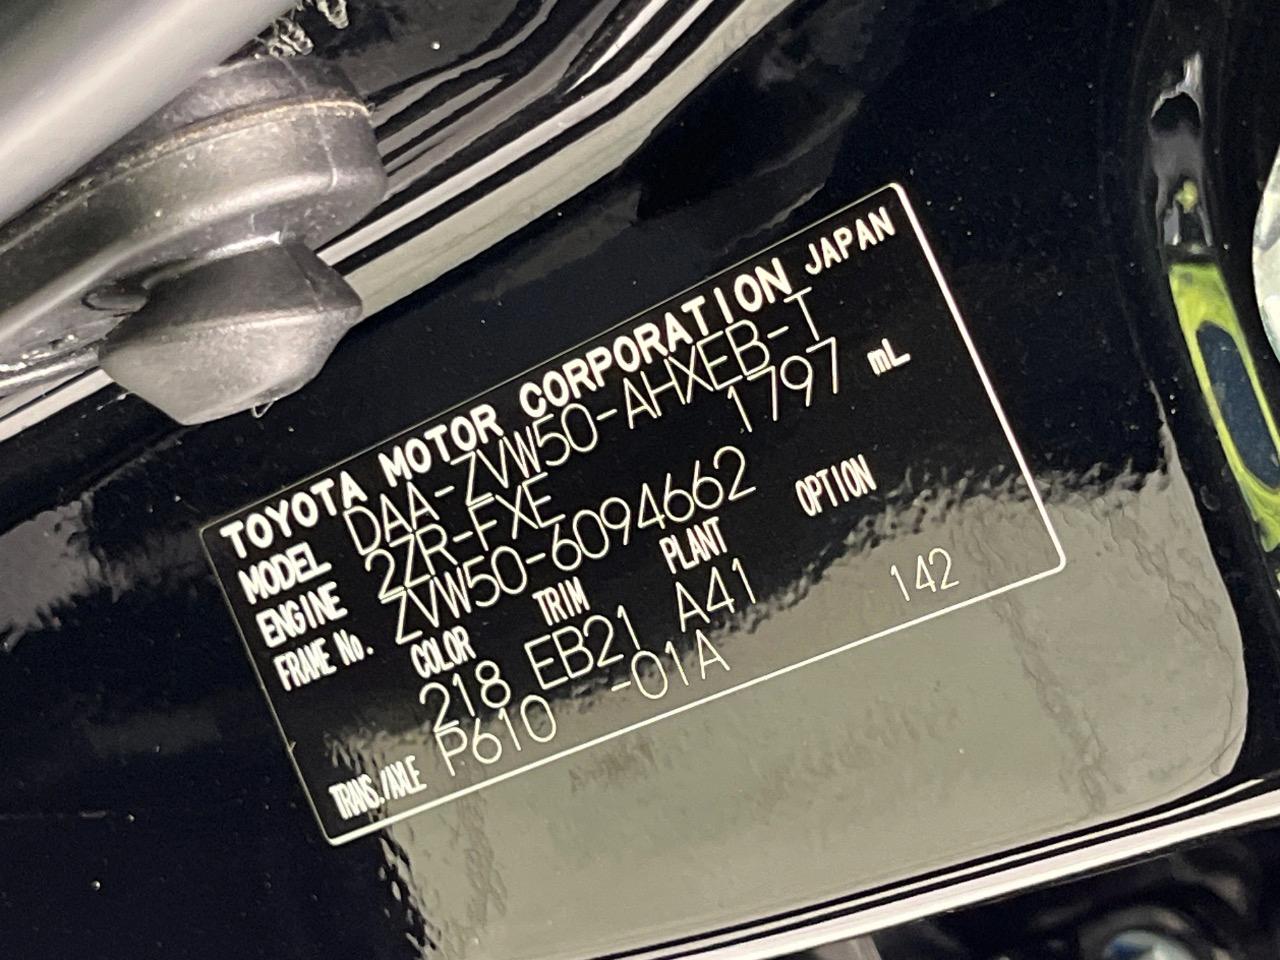 TOYOTA MOTOR CORPORATION JAPAN
MODEL DAA-ZVW50-AHXEB-T
ENGINE 2ZR-FXE 1797 mL
FRAME No. ZVW50-6094662
COLOR TRIM PLANT OPTION
218 EB21 A41 142
TRANS./AXLE P610 -01A